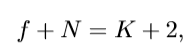 f + N = K + 2,